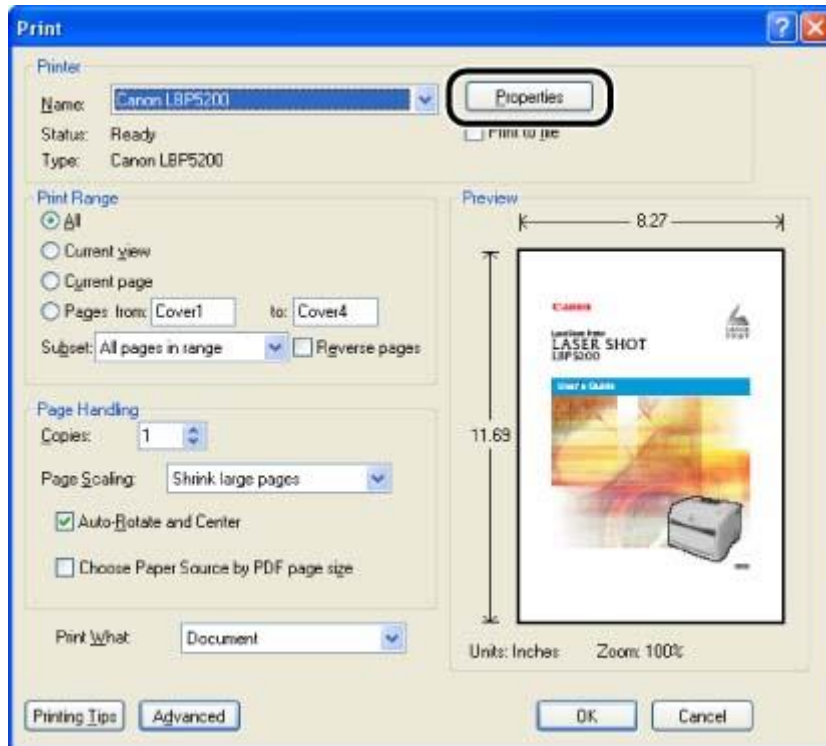 Print
Printer
Name: Canon LBP5200
Properties
Status: Ready
Print to file
Type: Canon LBP5200
Print Range
All
Current view
Current page
Pages from: Cover1 to: Cover4
Subset: All pages in range
Reverse pages
Page Handling
Copies: 1
Page Scaling: Shrink large pages
Auto-Rotate and Center
Choose Paper Source by PDF page size
Print What: Document
Preview
8.27
11.69
Canon
LASER SHOT
LBP5200
User's Guide
Units: Inches Zoom: 100%
Printing Tips
Advanced
OK
Cancel